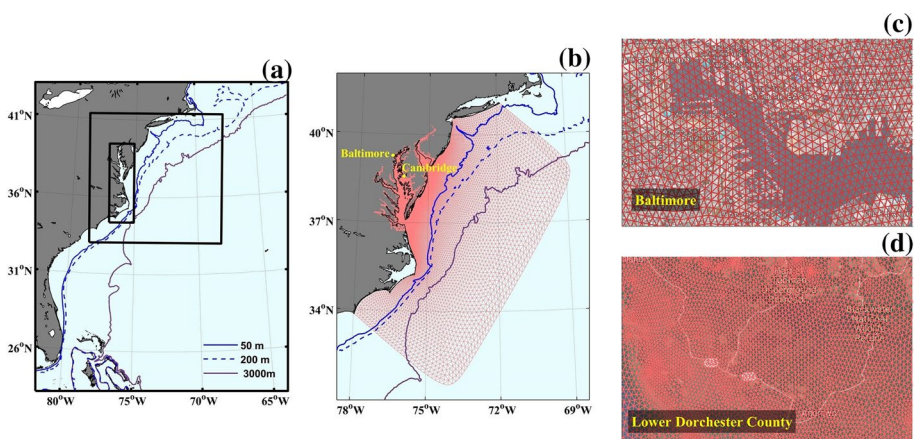 (a)
41°N
36°N
31°N
26°N
50 m
200 m
3000m
80°W
75°W
70°W
65°W
(b)
40°N
Baltimore
Cambridge
37°N
34°N
78°W
75°W
72°W
69°W
(c)
Baltimore
(d)
Lower Dorchester County